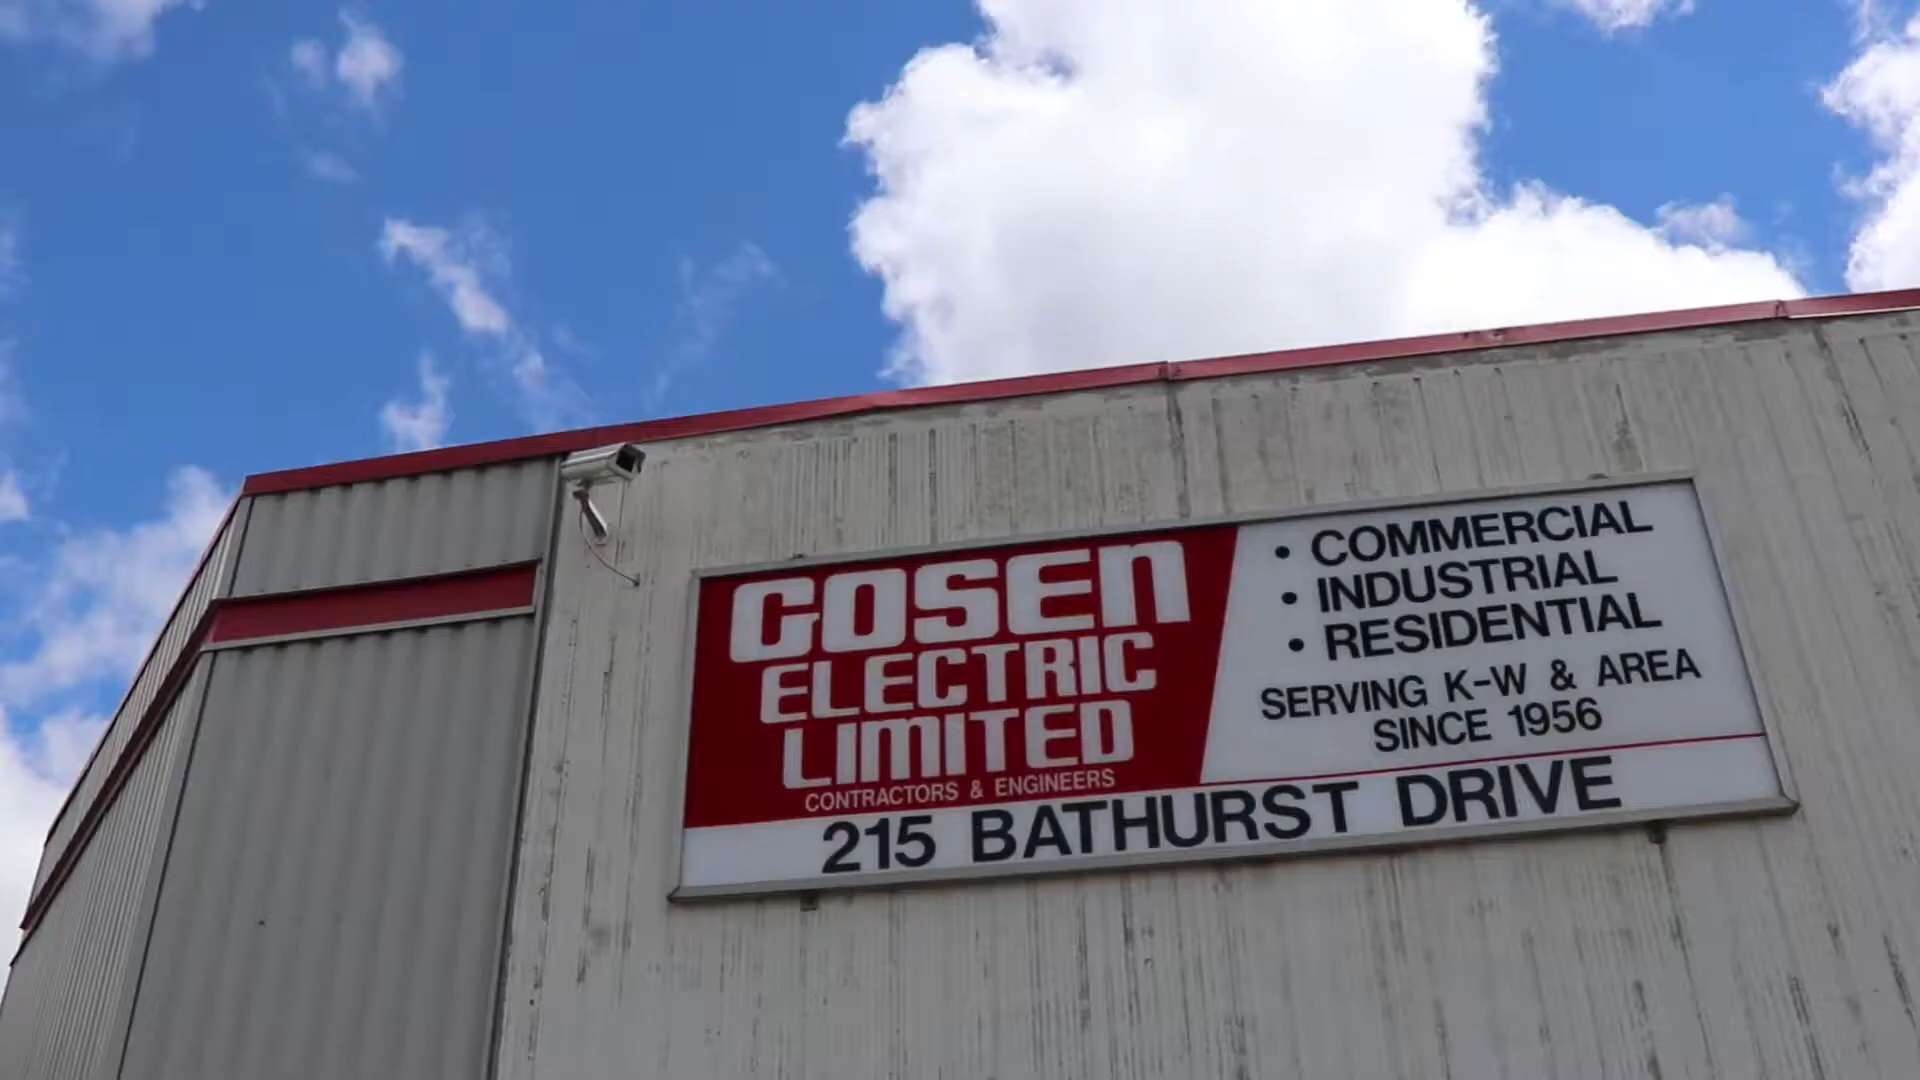 GOSEN
ELECTRIC
LIMITED
CONTRACTORS & ENGINEERS
• COMMERCIAL
• INDUSTRIAL
• RESIDENTIAL
SERVING K-W & AREA
SINCE 1956
215 BATHURST DRIVE